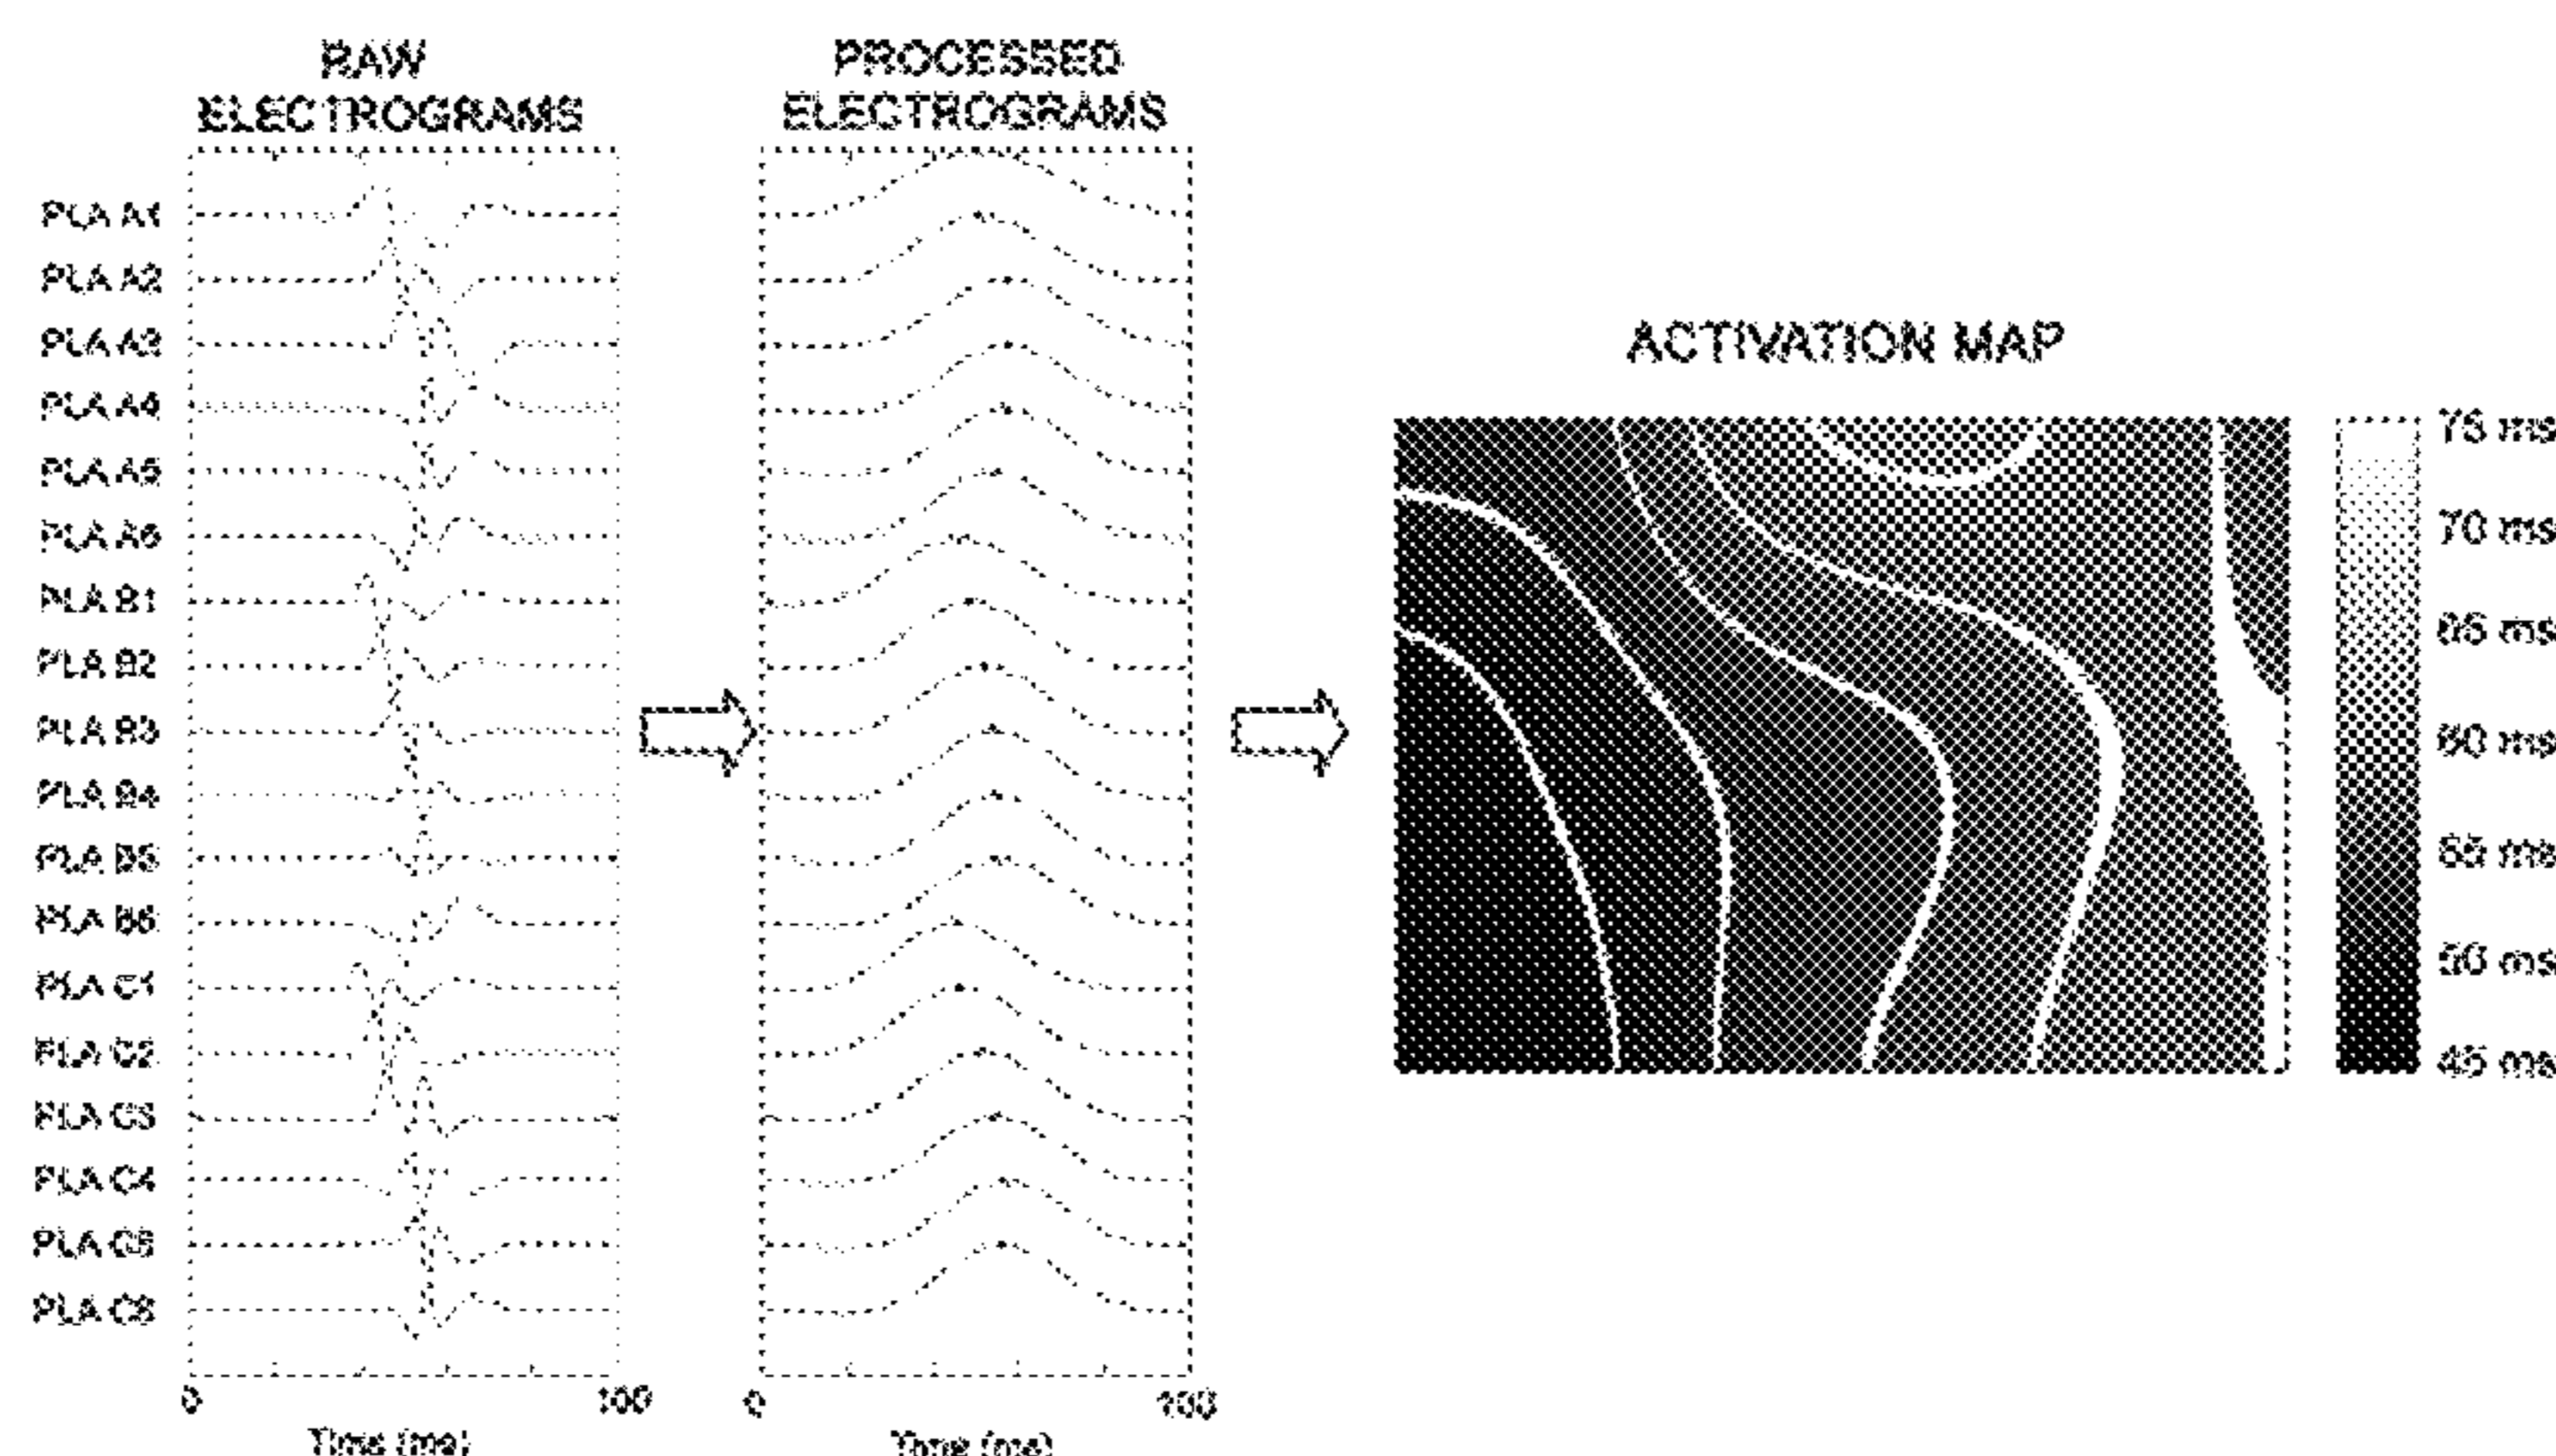 RAW
ELECTROGRAMS
PLA A1
PLA A2
PLA A3
PLA A4
PLA A5
PLA A6
PLA B1
PLA B2
PLA B3
PLA B4
PLA B5
PLA B6
PLA C1
PLA C2
PLA C3
PLA C4
PLA C5
PLA C6
0
100
Time (ms)
PROCESSED
ELECTROGRAMS
0
100
Time (ms)
ACTIVATION MAP
75 ms
70 ms
65 ms
60 ms
55 ms
50 ms
45 ms